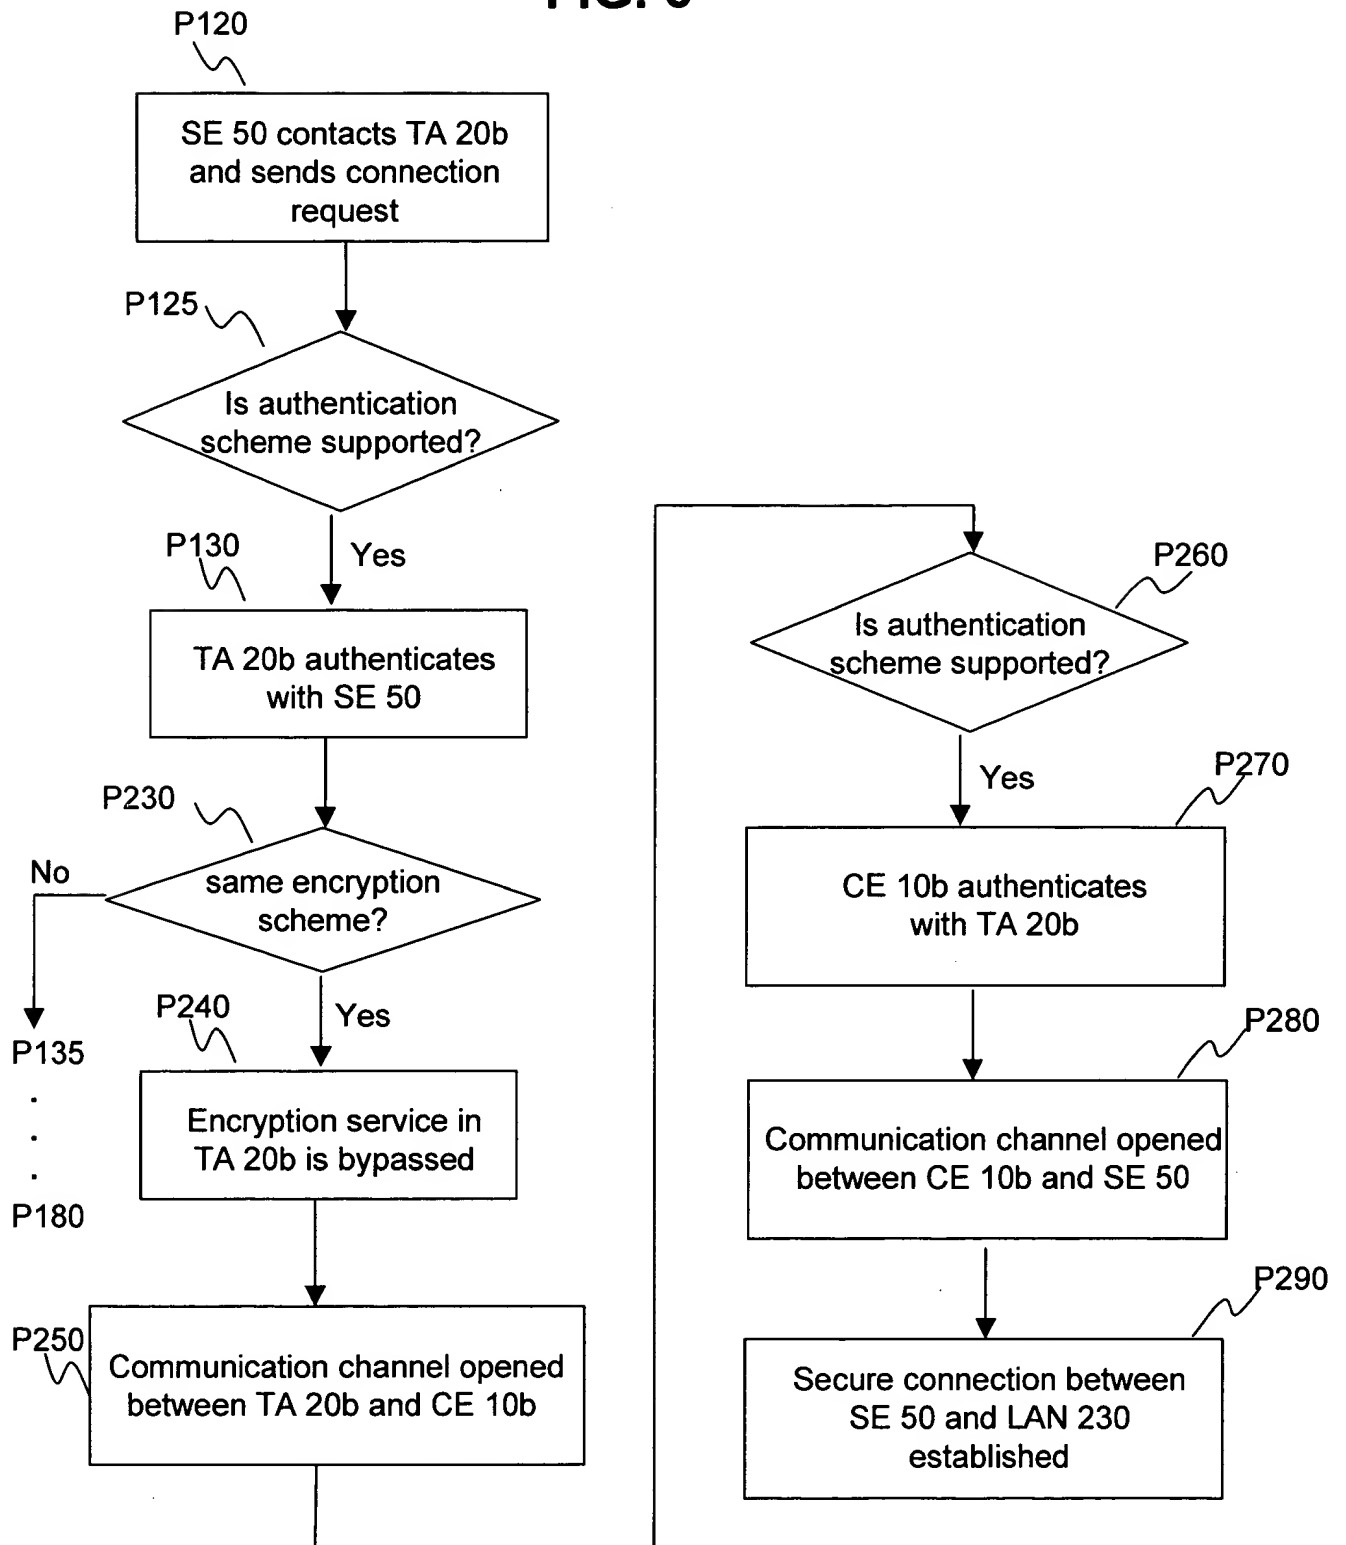 P120
SE 50 contacts TA 20b
and sends connection
request
P125
Is authentication
scheme supported?
Yes
P130
TA 20b authenticates
with SE 50
P230
No
same encryption
scheme?
Yes
P135
.
.
.
P180
P240
Encryption service in
TA 20b is bypassed
P250
Communication channel opened
between TA 20b and CE 10b
P260
Is authentication
scheme supported?
Yes
P270
CE 10b authenticates
with TA 20b
P280
Communication channel opened
between CE 10b and SE 50
P290
Secure connection between
SE 50 and LAN 230
established